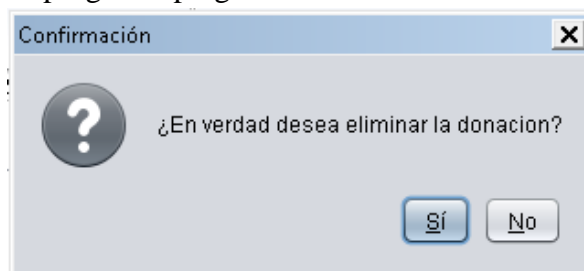 Confirmación
¿En verdad desea eliminar la donacion?
Sí No